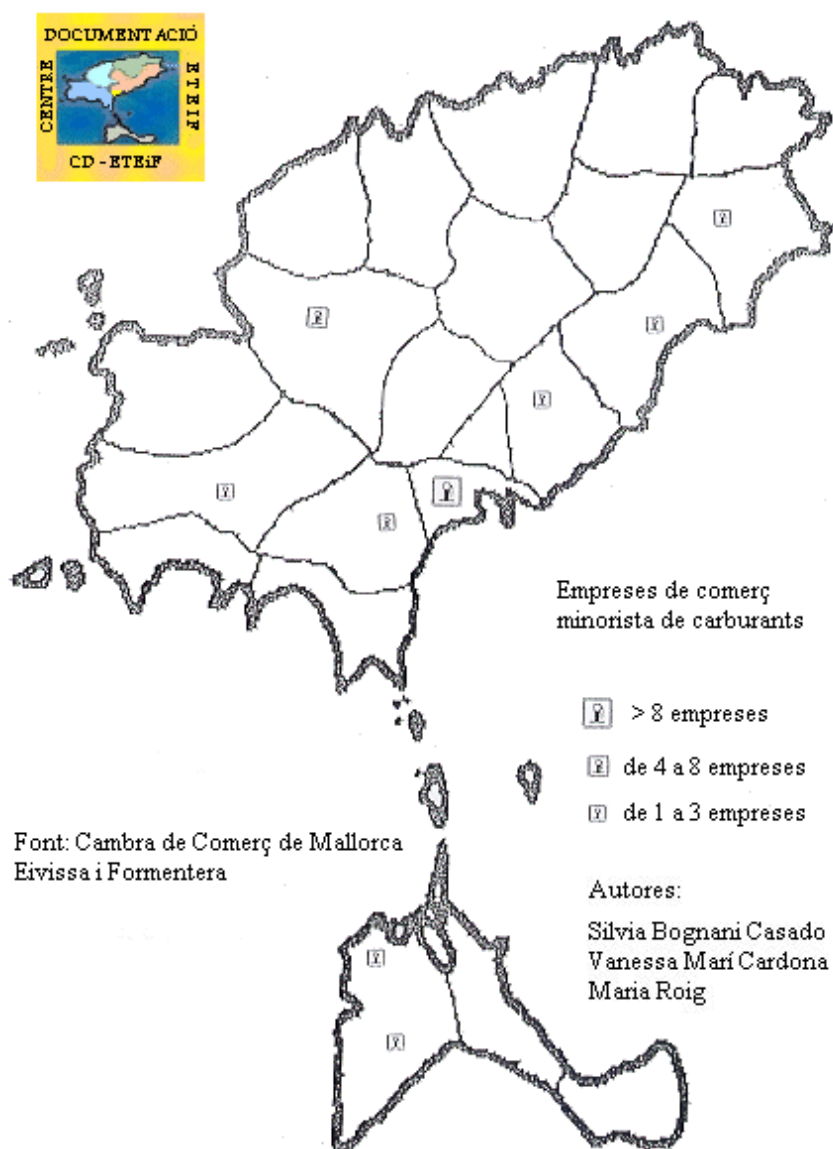 DOCUMENTACIÓ
CENTRE
ETEIF
CD - ETEiF
Empreses de comerç
minorista de carburants
> 8 empreses
de 4 a 8 empreses
de 1 a 3 empreses
Font: Cambra de Comerç de Mallorca
Eivissa i Formentera
Autores:
Silvia Bognani Casado
Vanessa Marí Cardona
Maria Roig